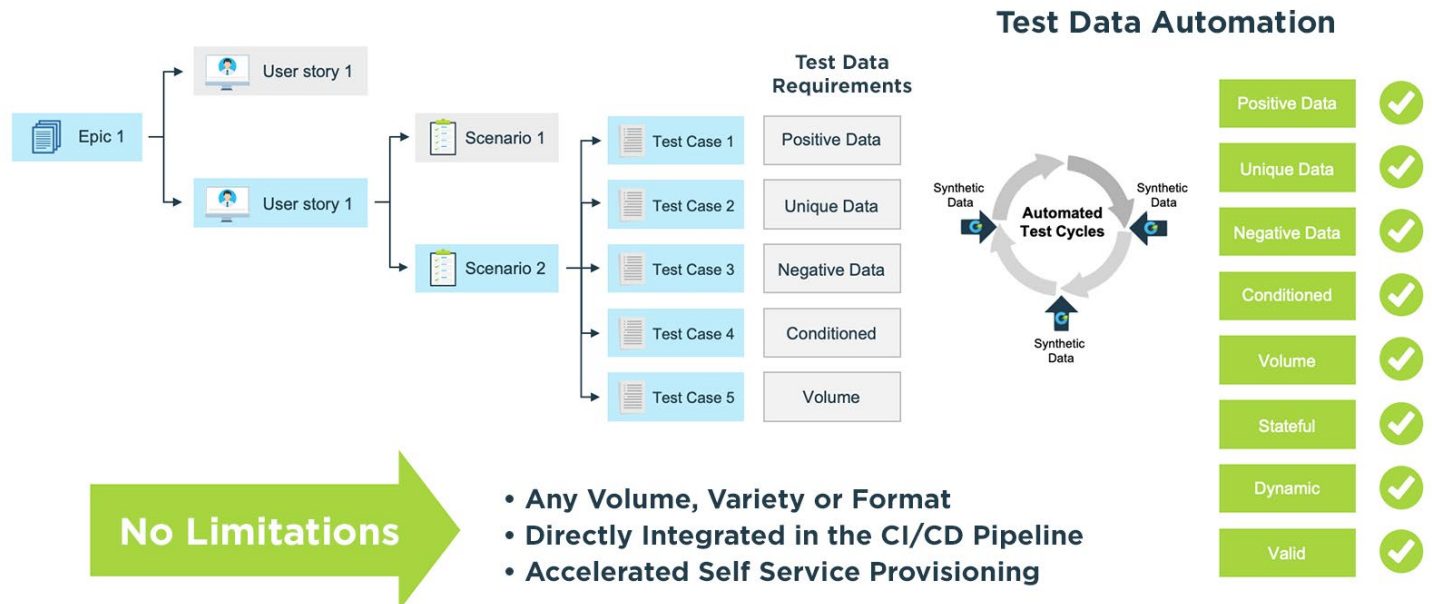 Test Data Automation
Epic 1
User story 1
User story 1
Scenario 1
Scenario 2
Test Case 1
Test Case 2
Test Case 3
Test Case 4
Test Case 5
Test Data
Requirements
Positive Data
Unique Data
Negative Data
Conditioned
Volume
Synthetic
Data
Automated
Test Cycles
Synthetic
Data
Synthetic
Data
Positive Data
Unique Data
Negative Data
Conditioned
Volume
Stateful
Dynamic
Valid
No Limitations
• Any Volume, Variety or Format
• Directly Integrated in the CI/CD Pipeline
• Accelerated Self Service Provisioning